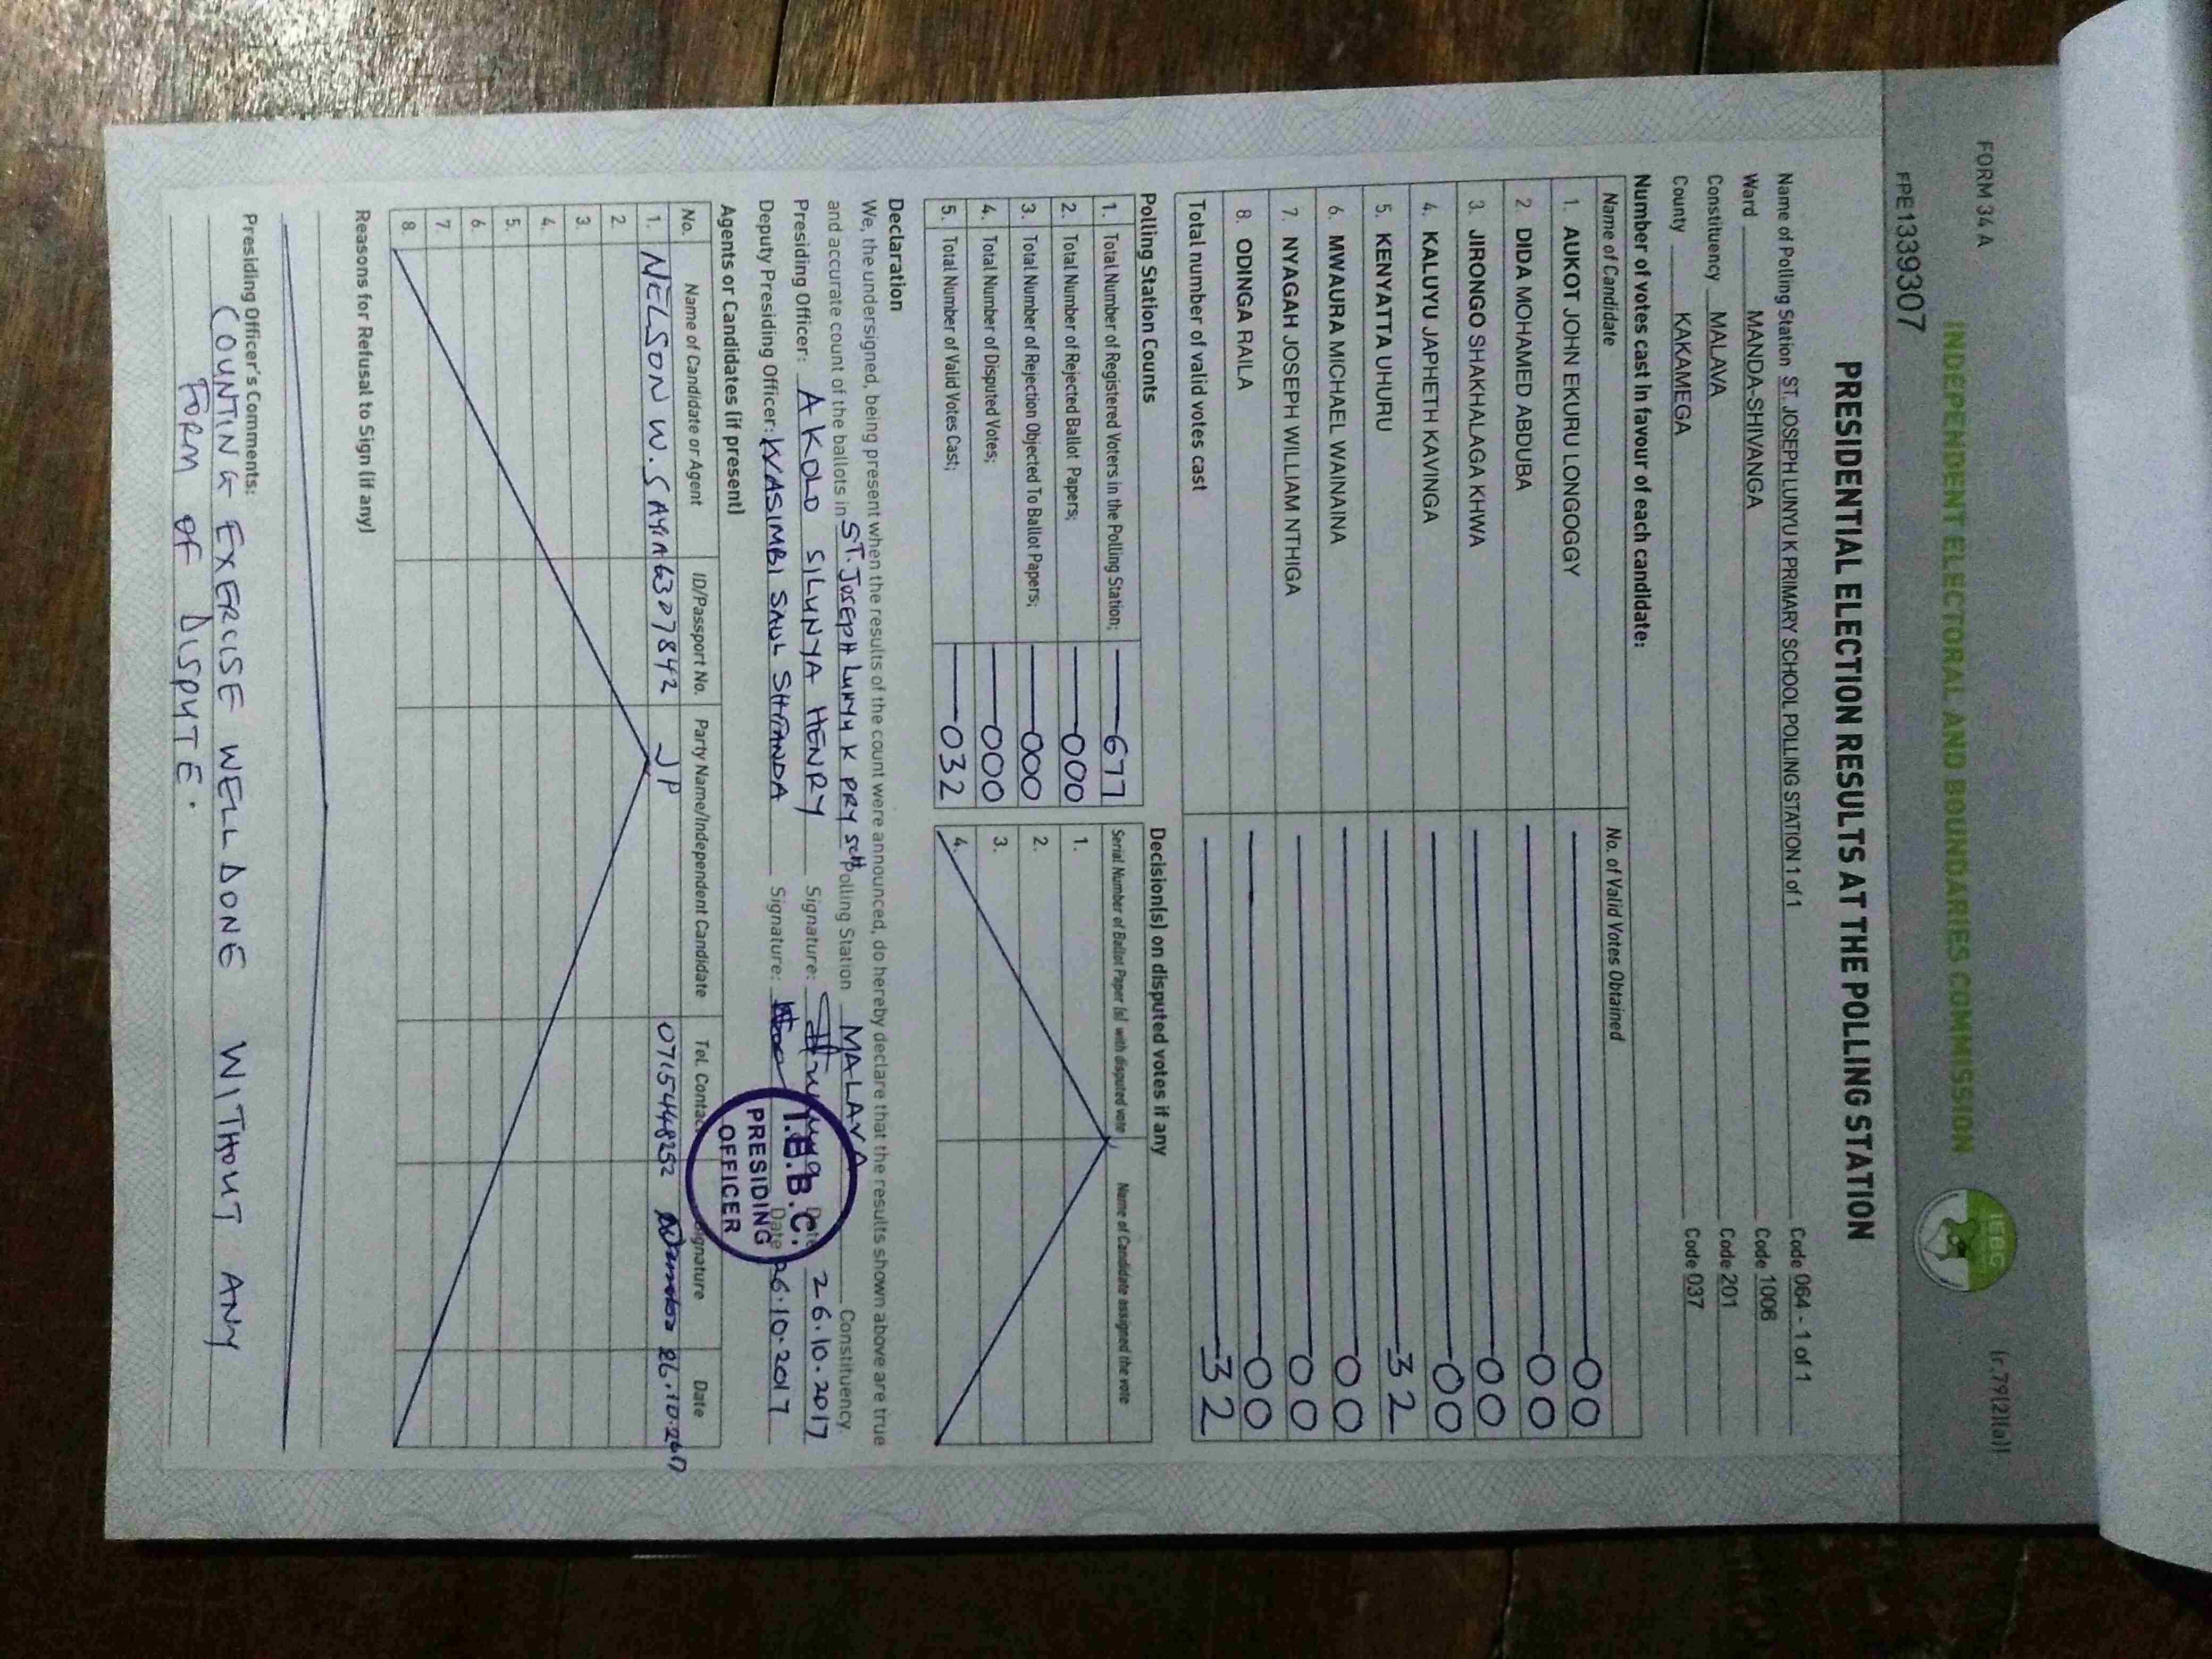 FORM 34 A
(r.79(2)(a))
INDEPENDENT ELECTORAL AND BOUNDARIES COMMISSION
IEBC
FPE1339307
PRESIDENTIAL ELECTION RESULTS AT THE POLLING STATION
Name of Polling Station ST. JOSEPH LUNYU K PRIMARY SCHOOL POLLING STATION 1 of 1 Code 064 - 1 of 1
Ward MANDA-SHIVANGA Code 1006
Constituency MALAVA Code 201
County KAKAMEGA Code 037
Number of votes cast in favour of each candidate:
Name of Candidate No. of Valid Votes Obtained
1. AUKOT JOHN EKURU LONGOGGY 00
2. DIDA MOHAMED ABDUBA 00
3. JIRONGO SHAKHALAGA KHWA 00
4. KALUYU JAPHETH KAVINGA 00
5. KENYATTA UHURU 32
6. MWAURA MICHAEL WAINAINA 00
7. NYAGAH JOSEPH WILLIAM NTHIGA 00
8. ODINGA RAILA 00
Total number of valid votes cast 32
Polling Station Counts
1. Total Number of Registered Voters in the Polling Station; 677
2. Total Number of Rejected Ballot Papers; 000
3. Total Number of Rejection Objected To Ballot Papers; 000
4. Total Number of Disputed Votes; 000
5. Total Number of Valid Votes Cast; 032
Decision(s) on disputed votes if any
Serial Number of Ballot Paper (s) with disputed vote Name of Candidate assigned the vote
1.
2.
3.
4.
Declaration
We, the undersigned, being present when the results of the count were announced, do hereby declare that the results shown above are true
and accurate count of the ballots in ST. JOSEPH LUNYU K PRY SCH Polling Station MALAVA Constituency
Presiding Officer: AKOLO SILUNYA HENRY Signature: Date 26.10.2017
Deputy Presiding Officer: WASIMBI SAUL Signature: Date 26.10.2017
I.E.B.C.
PRESIDING
OFFICER
Agents or Candidates (if present)
No. Name of Candidate or Agent ID/Passport No. Party Name/Independent Candidate Tel. Contact Signature Date
1. NELSON W. 6307842 JP 0715448252 26.10.2017
2.
3.
4.
5.
6.
7.
8.
Reasons for Refusal to Sign (if any)
Presiding Officer's Comments:
COUNTING EXERCISE WELL DONE WITHOUT ANY
FORM OF DISPUTE.